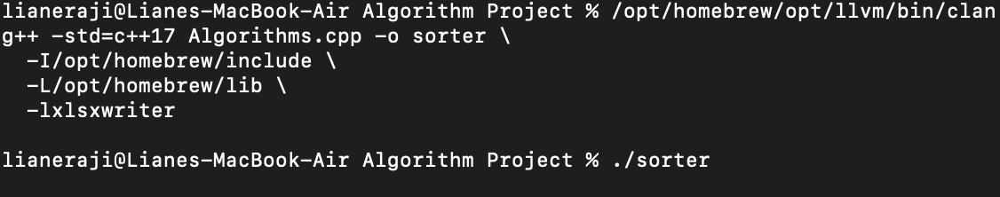 lianeraji@Lianes-MacBook-Air Algorithm Project % /opt/homebrew/opt/llvm/bin/clan
g++ -std=c++17 Algorithms.cpp -o sorter \
  -I/opt/homebrew/include \
  -L/opt/homebrew/lib \
  -lxlsxwriter

lianeraji@Lianes-MacBook-Air Algorithm Project % ./sorter